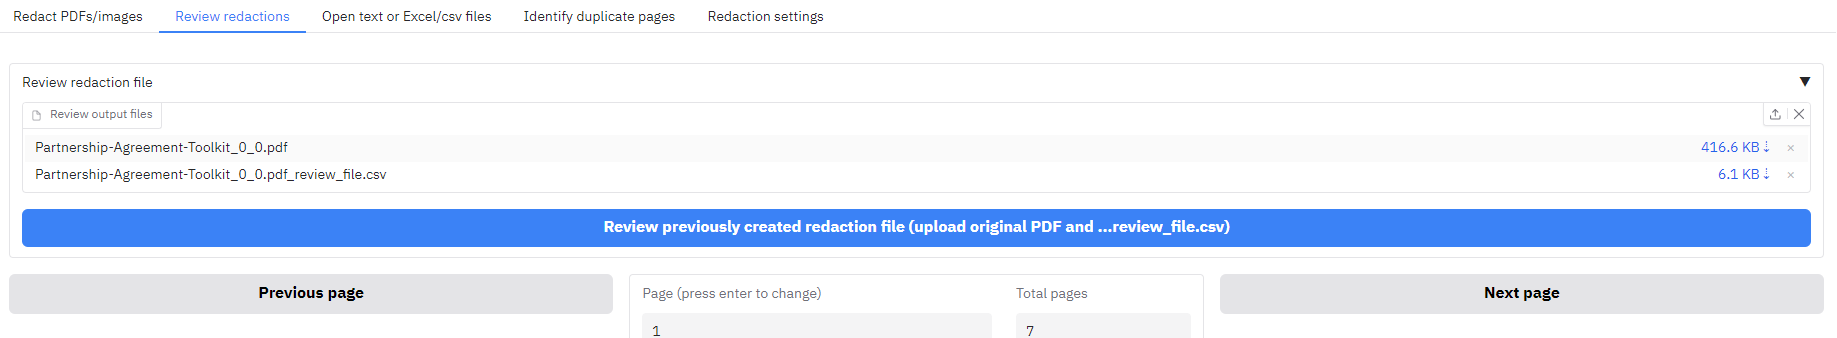 Redact PDFs/images Review redactions Open text or Excel/csv files Identify duplicate pages Redaction settings
Review redaction file ▼
Review output files
Partnership-Agreement-Toolkit_0_0.pdf 416.6 KB ⇣ ×
Partnership-Agreement-Toolkit_0_0.pdf_review_file.csv 6.1 KB ⇣ ×
Review previously created redaction file (upload original PDF and ...review_file.csv)
Previous page
Page (press enter to change) Total pages
1 7
Next page